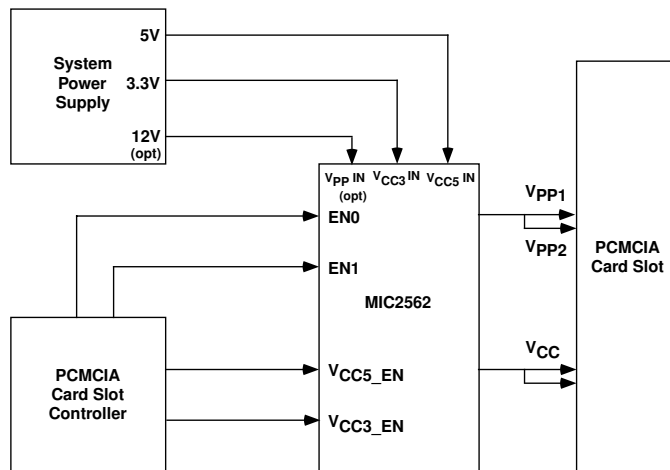 System
Power
Supply
5V
3.3V
12V
(opt)
VPP IN
(opt)
VCC3 IN
VCC5 IN
EN0
EN1
MIC2562
VCC5_EN
VCC3_EN
PCMCIA
Card Slot
Controller
VPP1
VPP2
VCC
PCMCIA
Card Slot